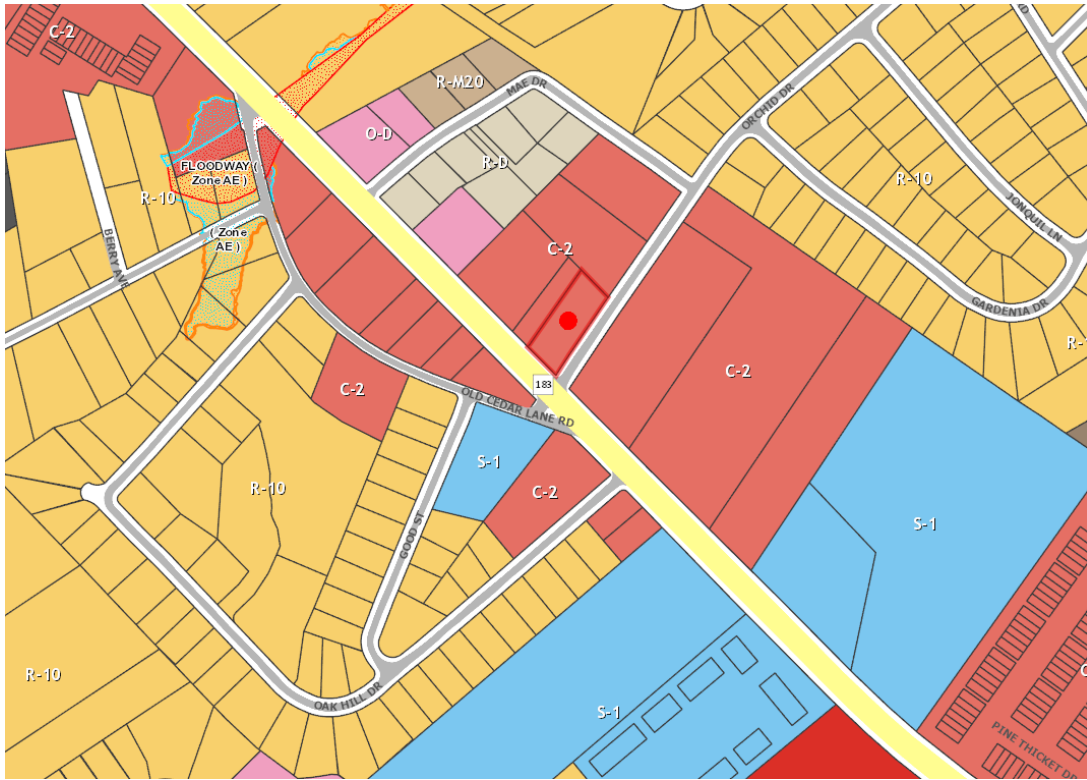 C-2
RD
R-M20
MAE DR
ORCHID DR
O-D
FLOODWAY (
Zone AE )
R-D
R-10
R-10
JONQUIL LN
( Zone
AE )
BERRY AVE
C-2
GARDENIA DR
R-1
C-2
183
C-2
OLD CEDAR LANE RD
S-1
R-10
C-2
S-1
GOOD ST
R-10
C
OAK HILL DR
S-1
PINE THICKET D